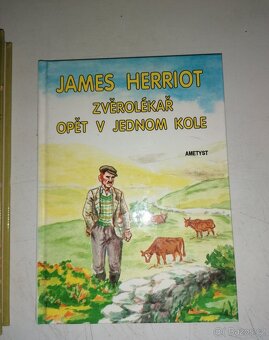 JAMES HERRIOT
ZVĚROLÉKAŘ
OPĚT V JEDNOM KOLE
AMETYST